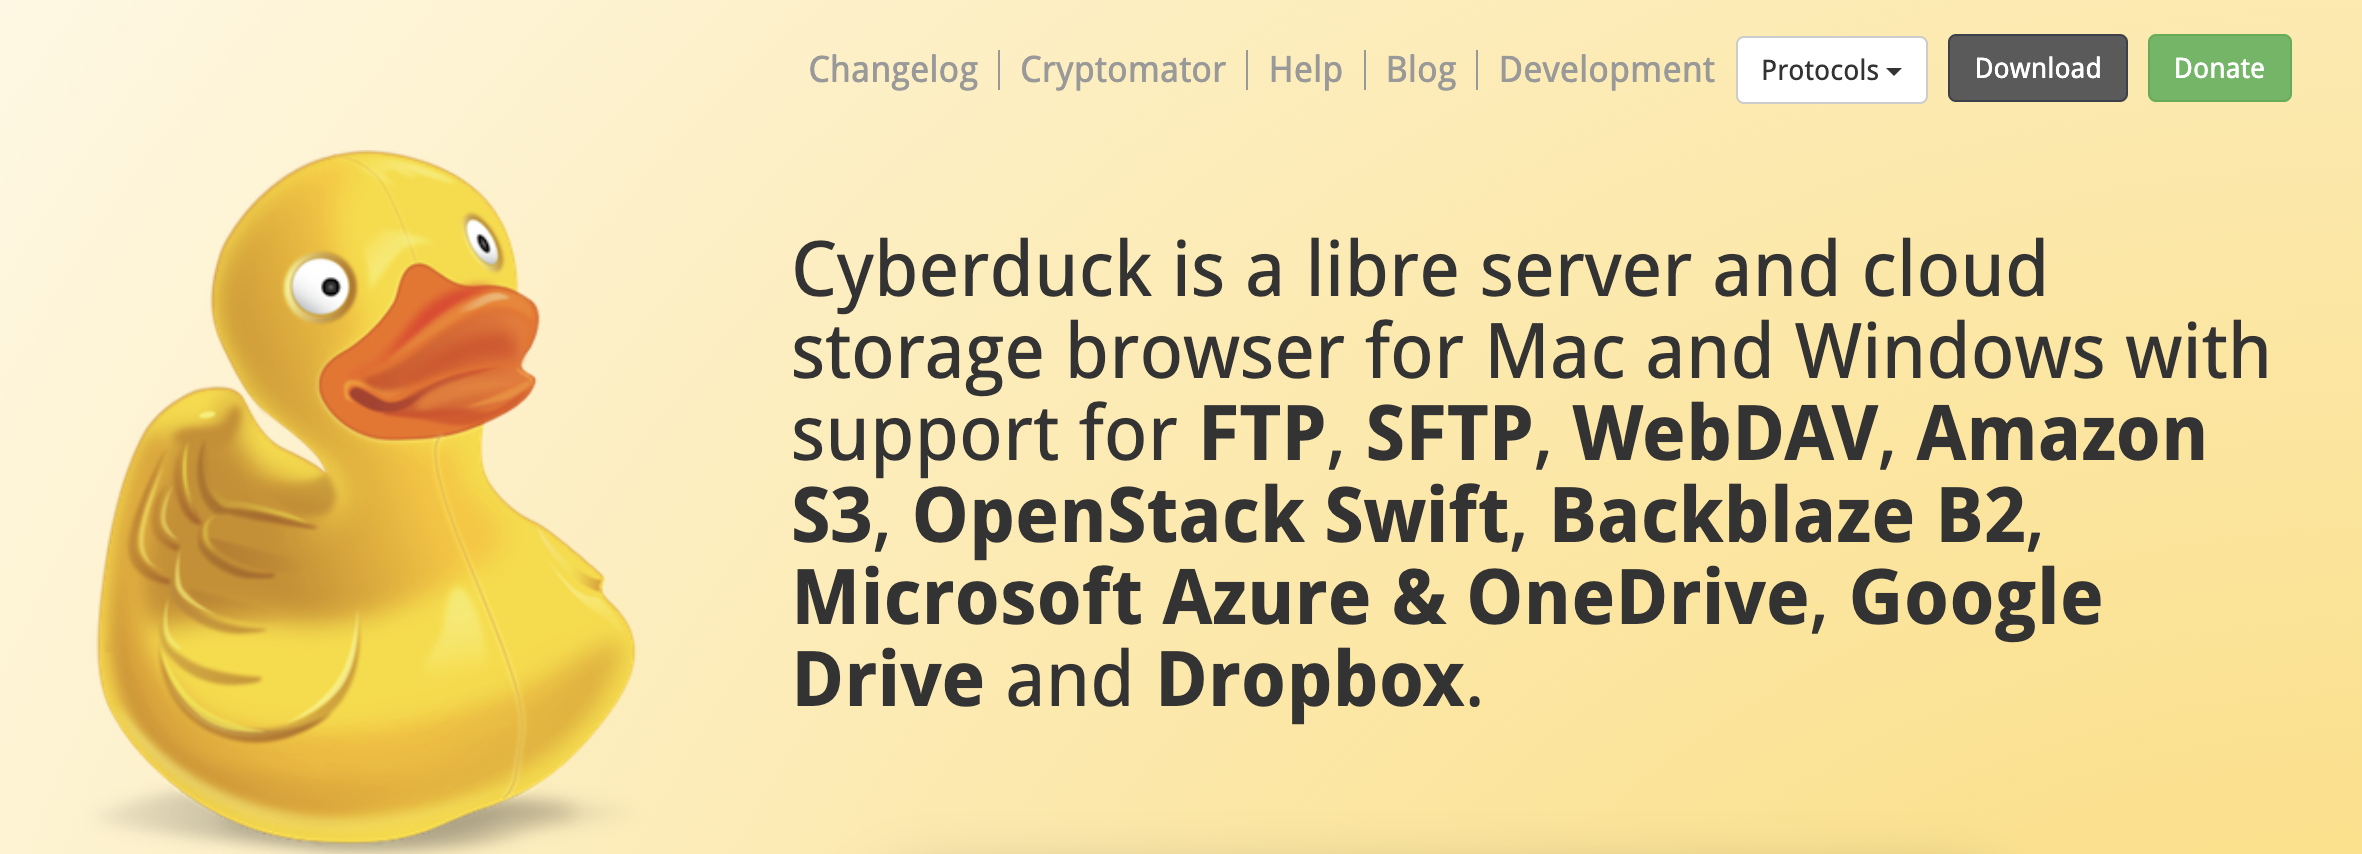 Changelog Cryptomator Help Blog Development Protocols Download Donate
Cyberduck is a libre server and cloud
storage browser for Mac and Windows with
support for FTP, SFTP, WebDAV, Amazon
S3, OpenStack Swift, Backblaze B2,
Microsoft Azure & OneDrive, Google
Drive and Dropbox.